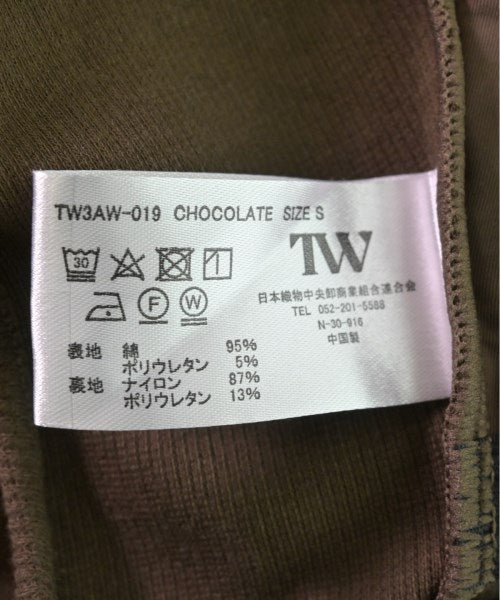 TW3AW-019 CHOCOLATE SIZE S
30
F
W
TW
日本織物中央卸商業組合連合会
TEL 052-201-5588
N-30-916
中国製
表地 綿 95%
ポリウレタン 5%
裏地 ナイロン 87%
ポリウレタン 13%